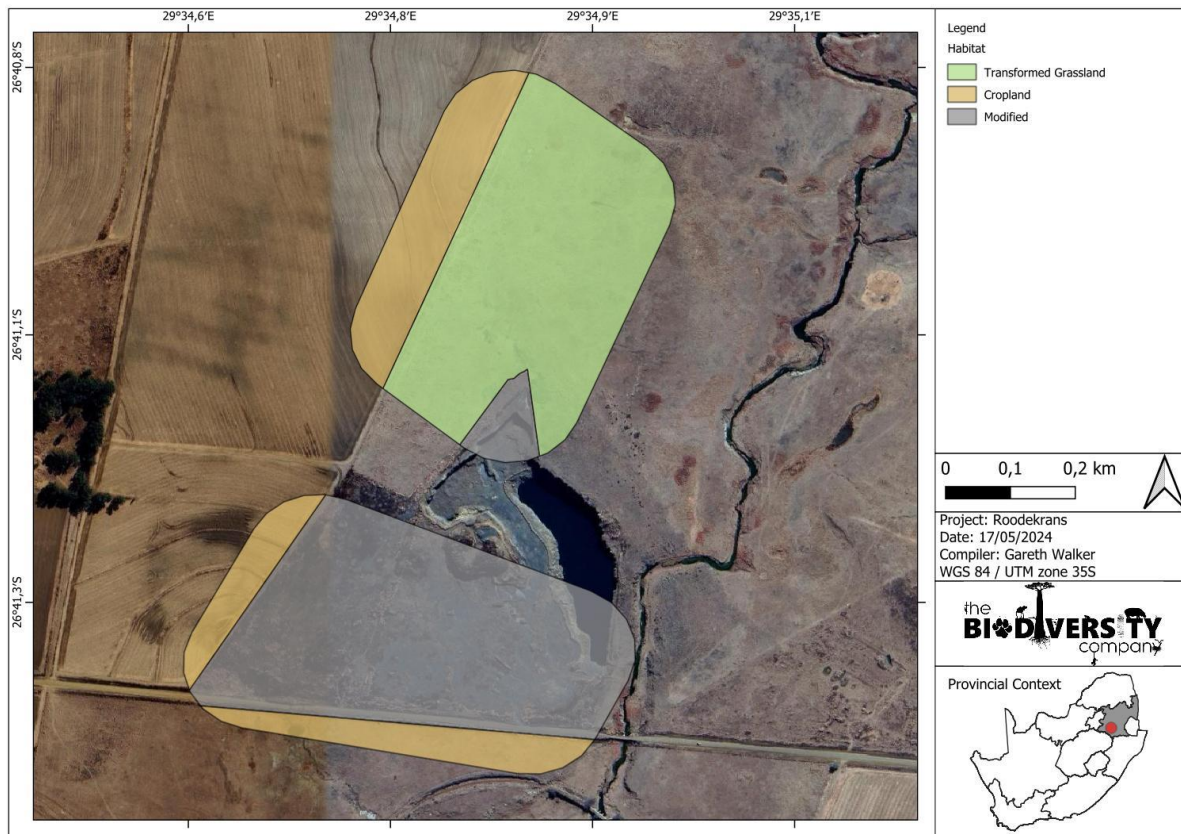 29°34,6'E
29°34,8'E
29°34,9'E
29°35,1'E
26°40,8'S
26°41,1'S
26°41,3'S
Legend
Habitat
Transformed Grassland
Cropland
Modified
0 0,1 0,2 km
Project: Roodekrans
Date: 17/05/2024
Compiler: Gareth Walker
WGS 84 / UTM zone 35S
the
BIODIVERSITY
company
Provincial Context